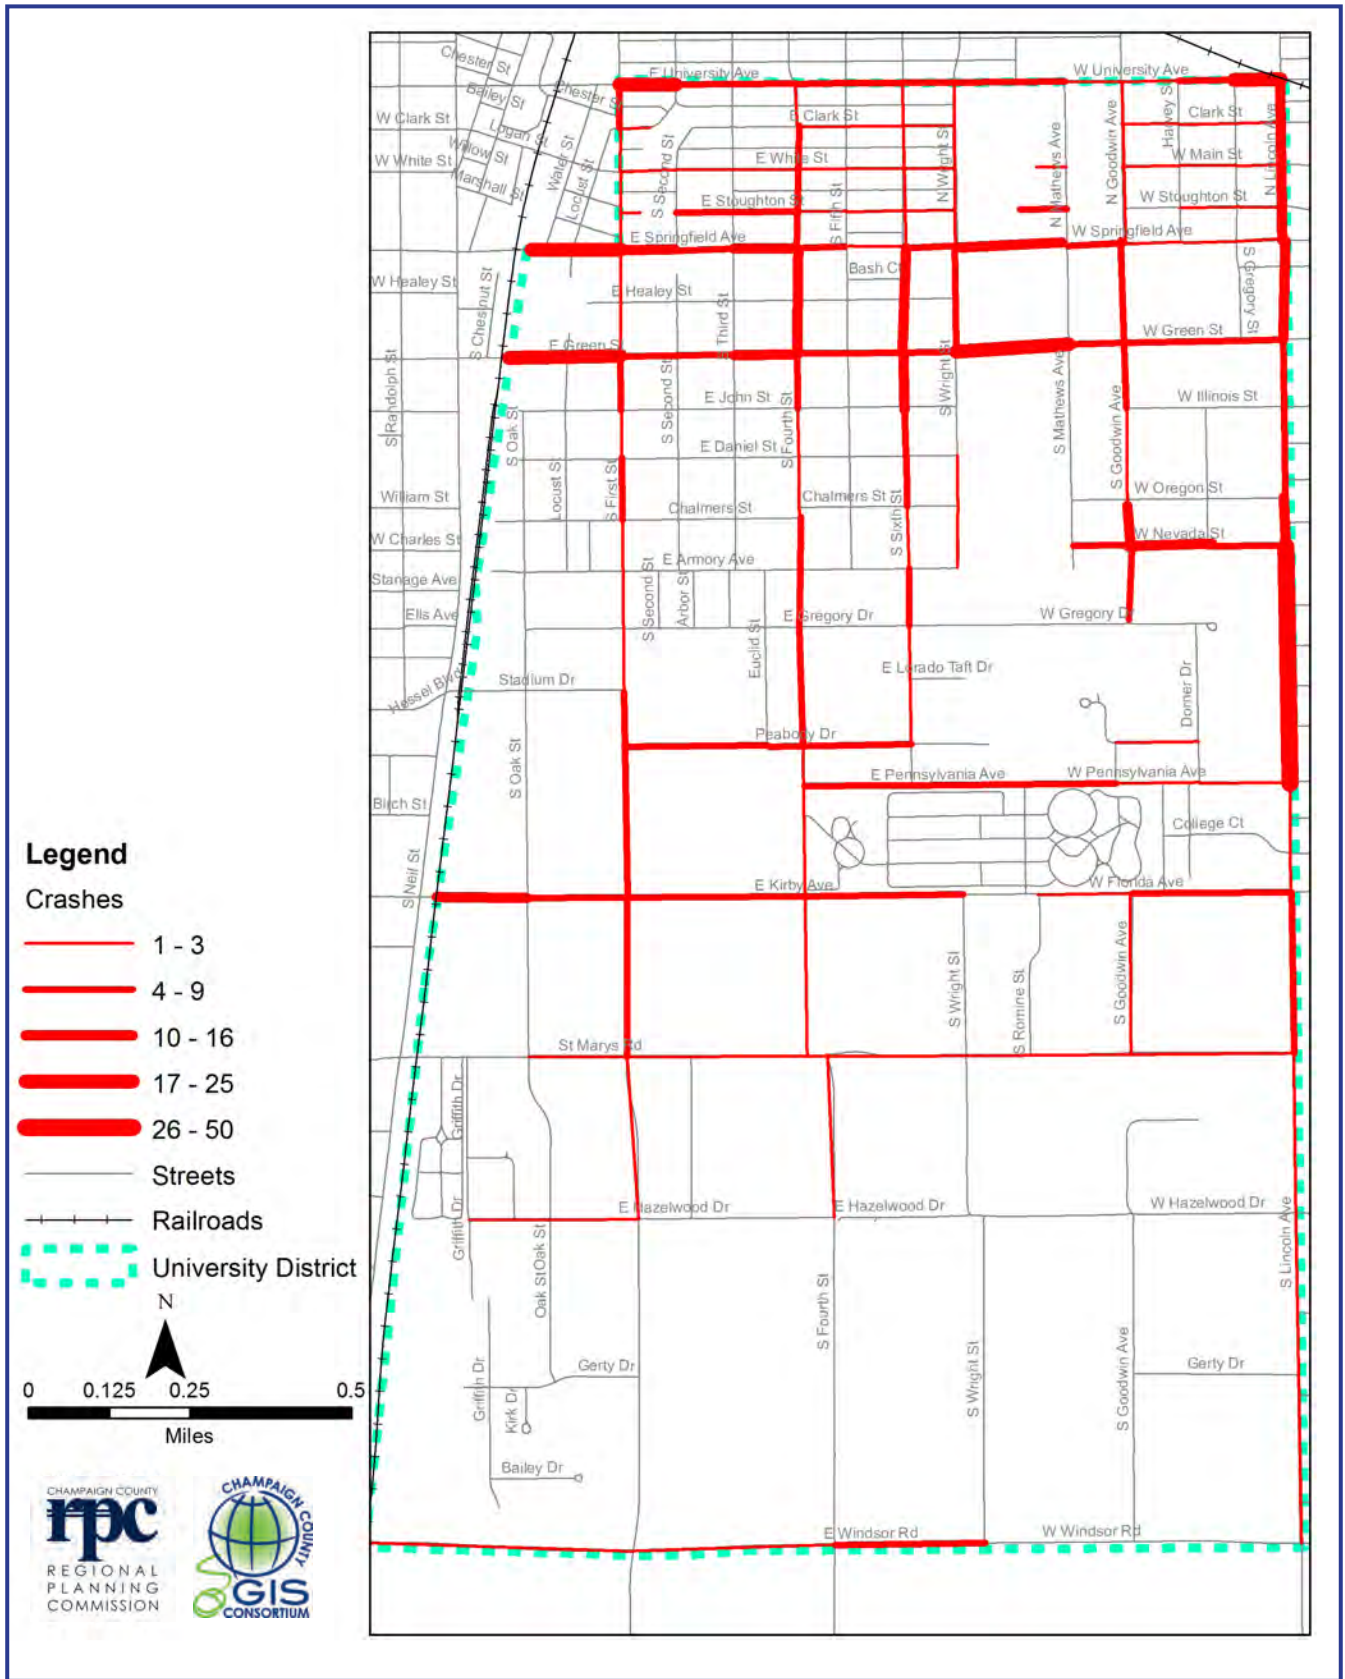 Chester St
Bailey St
Chester St
E University Ave
W University Ave
W Clark St
Logan St
Water St
E Clark St
Harvey St
Clark St
N Lincoln Ave
W White St
Willow St
Marshall St
Locust St
S Second St
E White St
N Wright St
N Mathews Ave
N Goodwin Ave
W Main St
E Stoughton St
S Fifth St
W Stoughton St
E Springfield Ave
W Springfield Ave
W Healey St
S Chestnut St
E Healey St
S Third St
Bash Ct
S Gregory St
E Green St
W Green St
S Randolph St
S Oak St
S Second St
E John St
S Fourth St
S Wright St
S Mathews Ave
S Goodwin Ave
W Illinois St
E Daniel St
William St
Locust St
S First St
Chalmers St
Chalmers St
S Sixth St
W Oregon St
W Charles St
W Nevada St
E Armory Ave
Stanage Ave
S Second St
Arbor St
Ells Ave
Euclid St
E Gregory Dr
W Gregory Dr
Hessel Blvd
Stadium Dr
E Lorado Taft Dr
Dorner Dr
S Oak St
Peabody Dr
E Pennsylvania Ave
W Pennsylvania Ave
Birch St
College Ct
S Neil St
E Kirby Ave
W Florida Ave
S Wright St
S Romine St
S Goodwin Ave
St Marys Rd
Griffith Dr
Griffith Dr
E Hazelwood Dr
E Hazelwood Dr
W Hazelwood Dr
Oak St
Oak St
S Fourth St
S Lincoln Ave
Griffith Dr
Kirk Dr
Gerty Dr
S Wright St
S Goodwin Ave
Gerty Dr
Bailey Dr
E Windsor Rd
W Windsor Rd
Legend
Crashes
1 - 3
4 - 9
10 - 16
17 - 25
26 - 50
Streets
Railroads
University District
N
0 0.125 0.25 0.5
Miles
CHAMPAIGN COUNTY
rpc
REGIONAL
PLANNING
COMMISSION
CHAMPAIGN COUNTY
GIS
CONSORTIUM